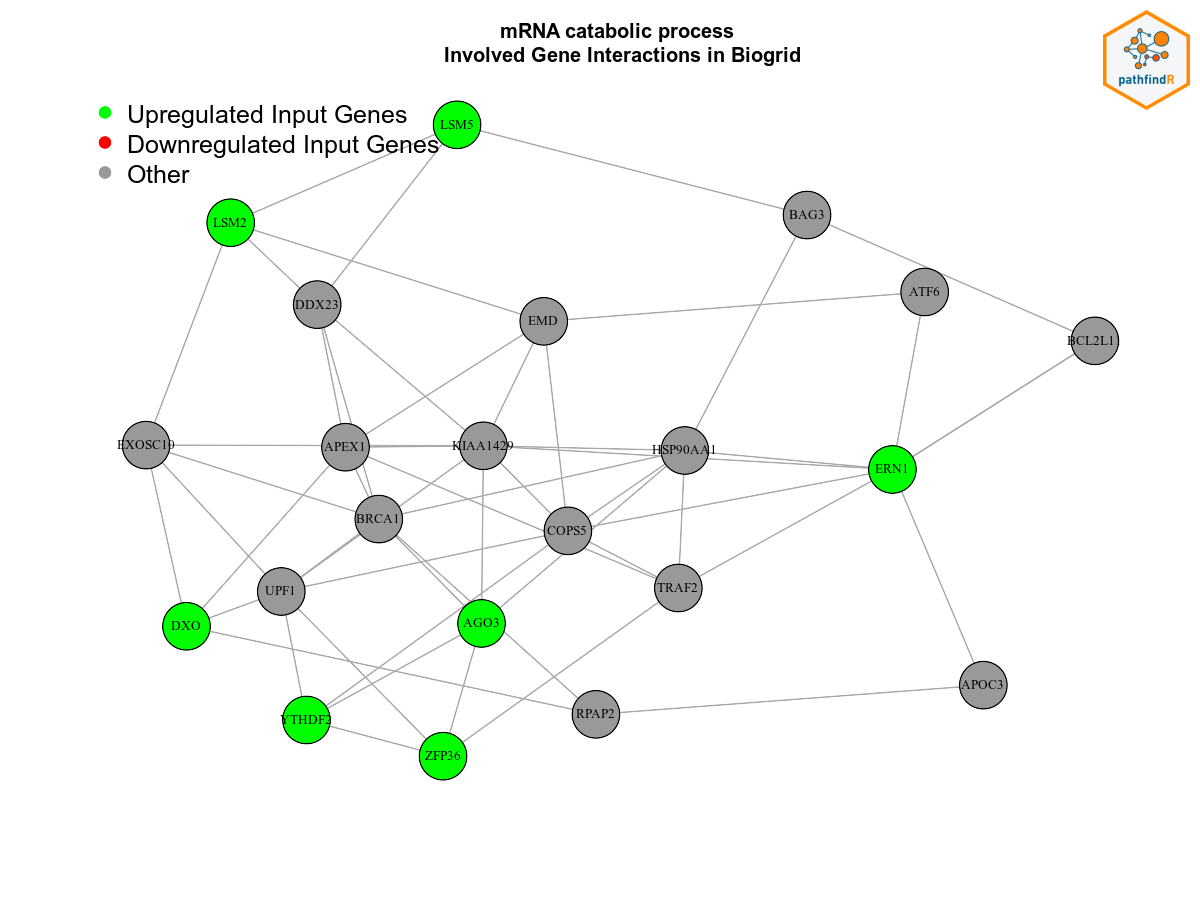 mRNA catabolic process
Involved Gene Interactions in Biogrid
pathfindR
Upregulated Input Genes
Downregulated Input Genes
Other
LSM5
LSM2
BAG3
DDX23
EMD
ATF6
BCL2L1
EXOSC10
APEX1
KIAA1429
HSP90AA1
ERN1
BRCA1
COPS5
UPF1
TRAF2
DXO
AGO3
APOC3
YTHDF2
RPAP2
ZFP36